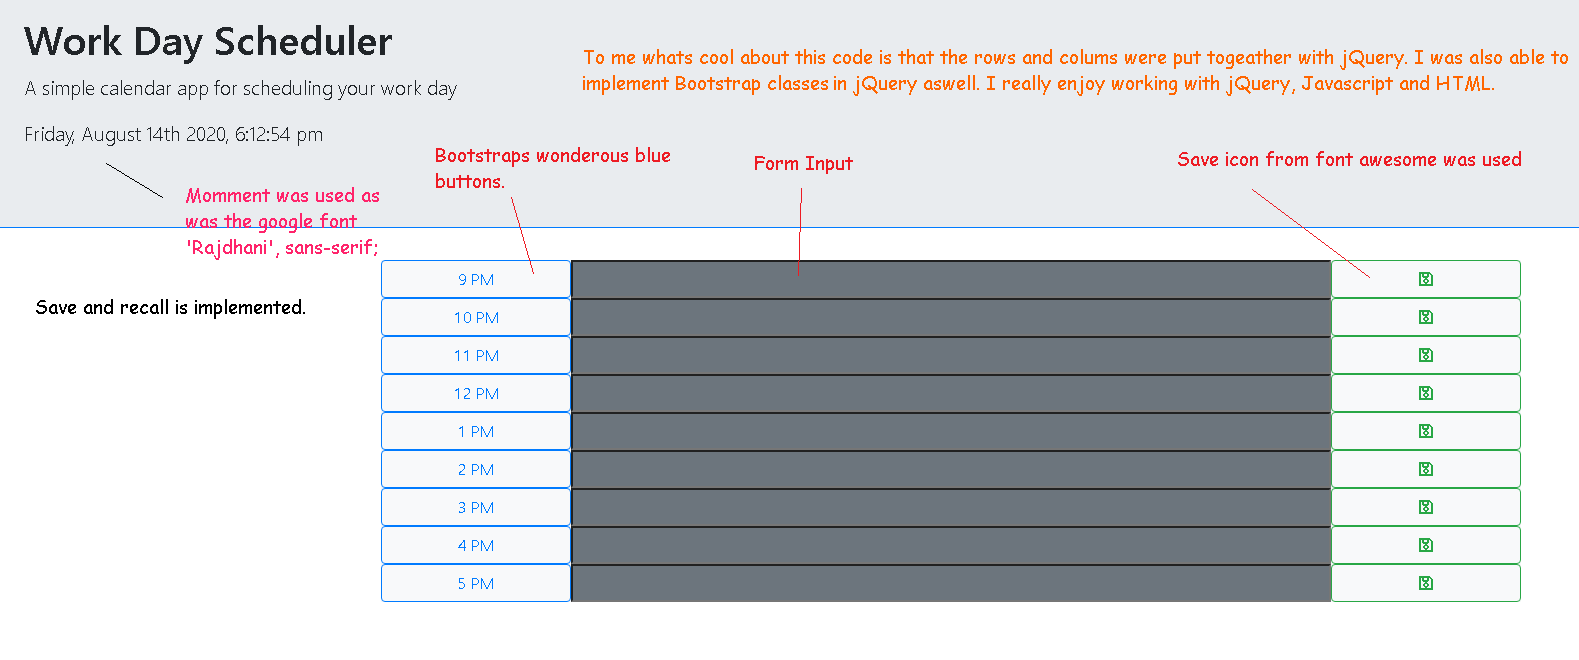 Work Day Scheduler
A simple calendar app for scheduling your work day
Friday, August 14th 2020, 6:12:54 pm
To me whats cool about this code is that the rows and colums were put togeather with jQuery. I was also able to
implement Bootstrap classes in jQuery aswell. I really enjoy working with jQuery, Javascript and HTML.
Momment was used as
was the google font
'Rajdhani', sans-serif;
Bootstraps wonderous blue
buttons.
Form Input
Save icon from font awesome was used
Save and recall is implemented.
9 PM
10 PM
11 PM
12 PM
1 PM
2 PM
3 PM
4 PM
5 PM